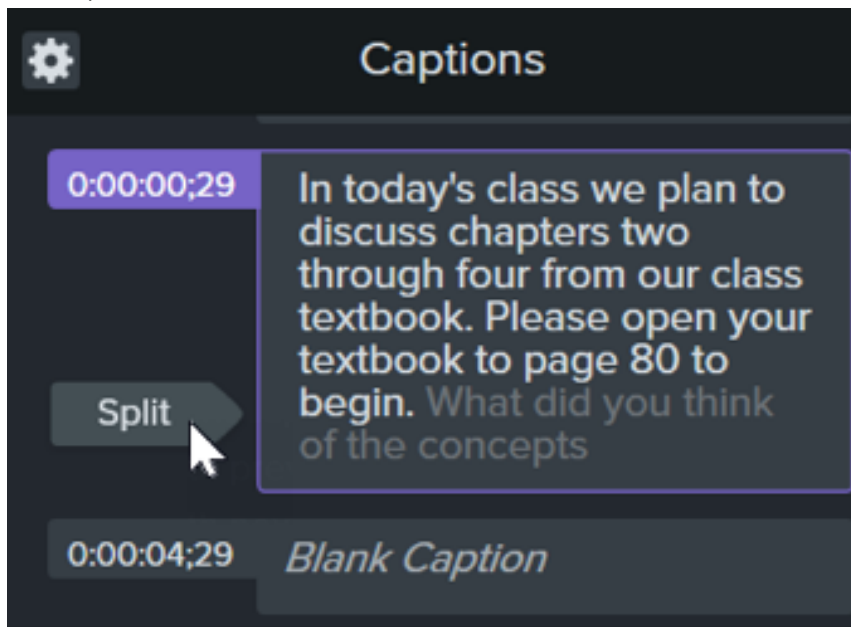 Captions
0:00:00;29
In today's class we plan to
discuss chapters two
through four from our class
textbook. Please open your
textbook to page 80 to
begin. What did you think
of the concepts
Split
0:00:04;29
Blank Caption